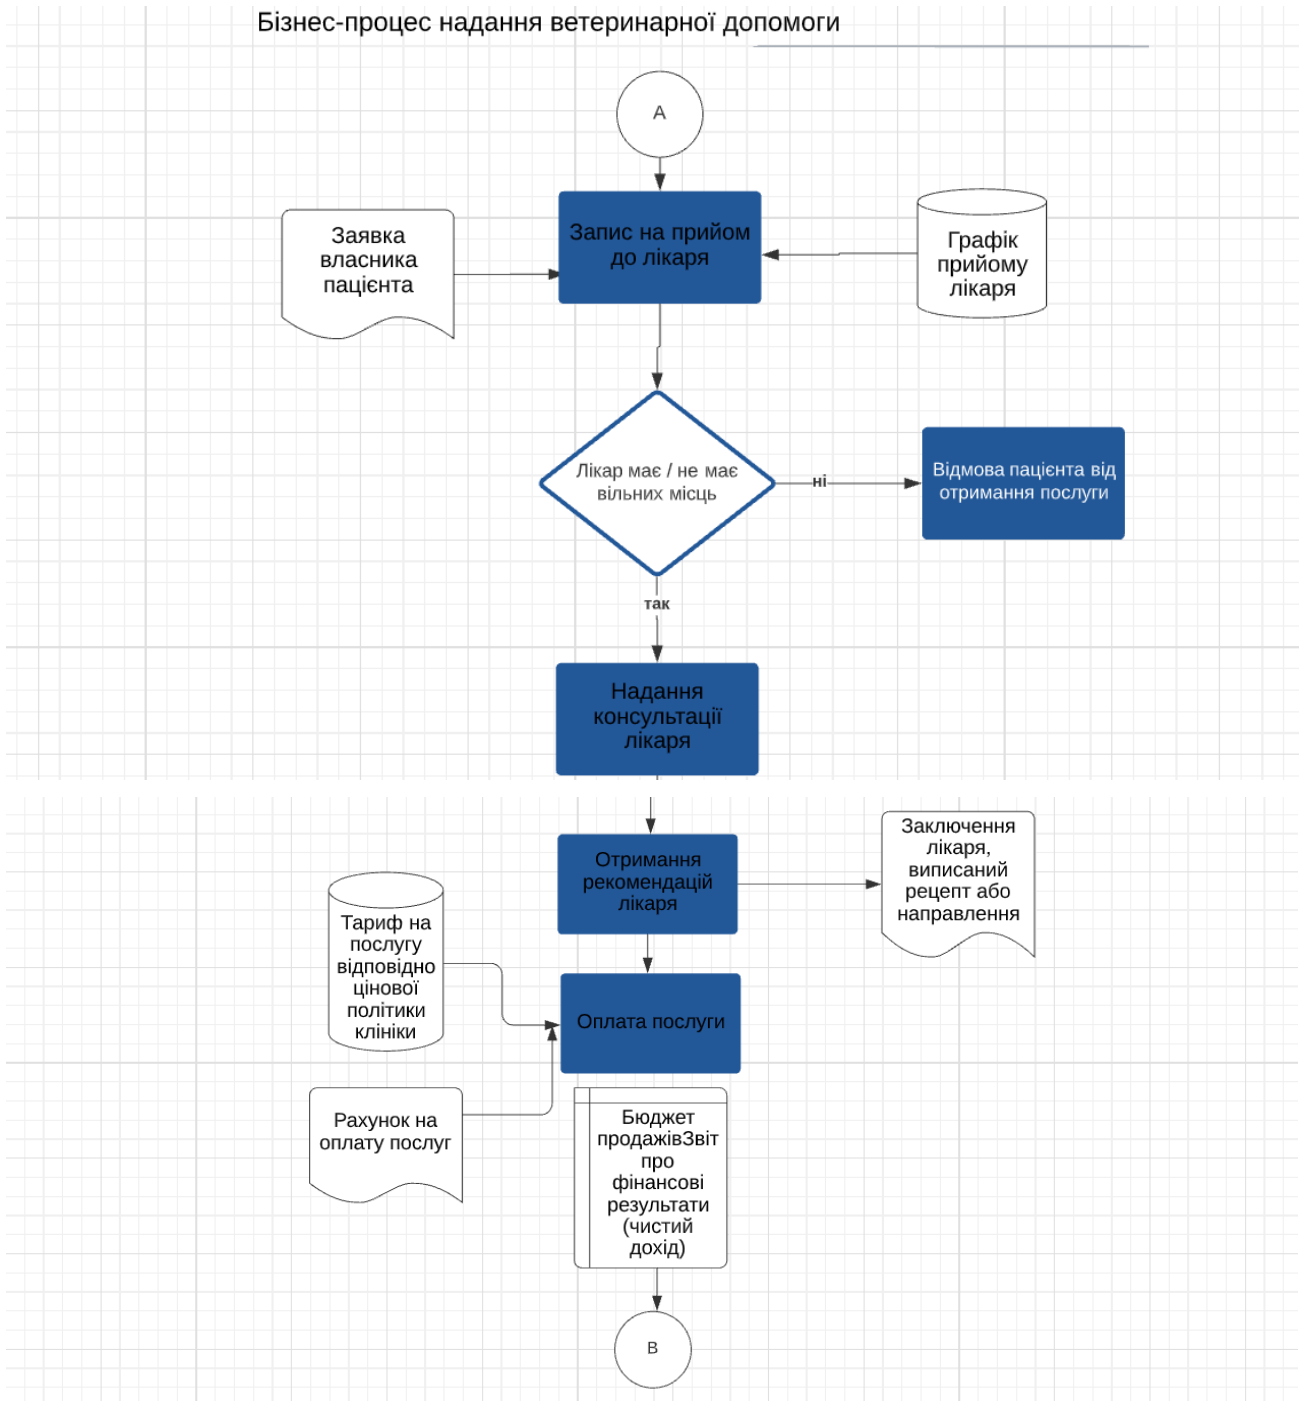 Бізнес-процес надання ветеринарної допомоги
А
Заявка
власника
пацієнта
Запис на прийом
до лікаря
Графік
прийому
лікаря
Лікар має / не має
вільних місць
ні
Відмова пацієнта від
отримання послуги
так
Надання
консультації
лікаря
Отримання
рекомендацій
лікаря
Заключення
лікаря,
виписаний
рецепт або
направлення
Тариф на
послугу
відповідно
цінової
політики
клініки
Оплата послуги
Рахунок на
оплату послуг
Бюджет
продажівЗвіт
про
фінансові
результати
(чистий
дохід)
В